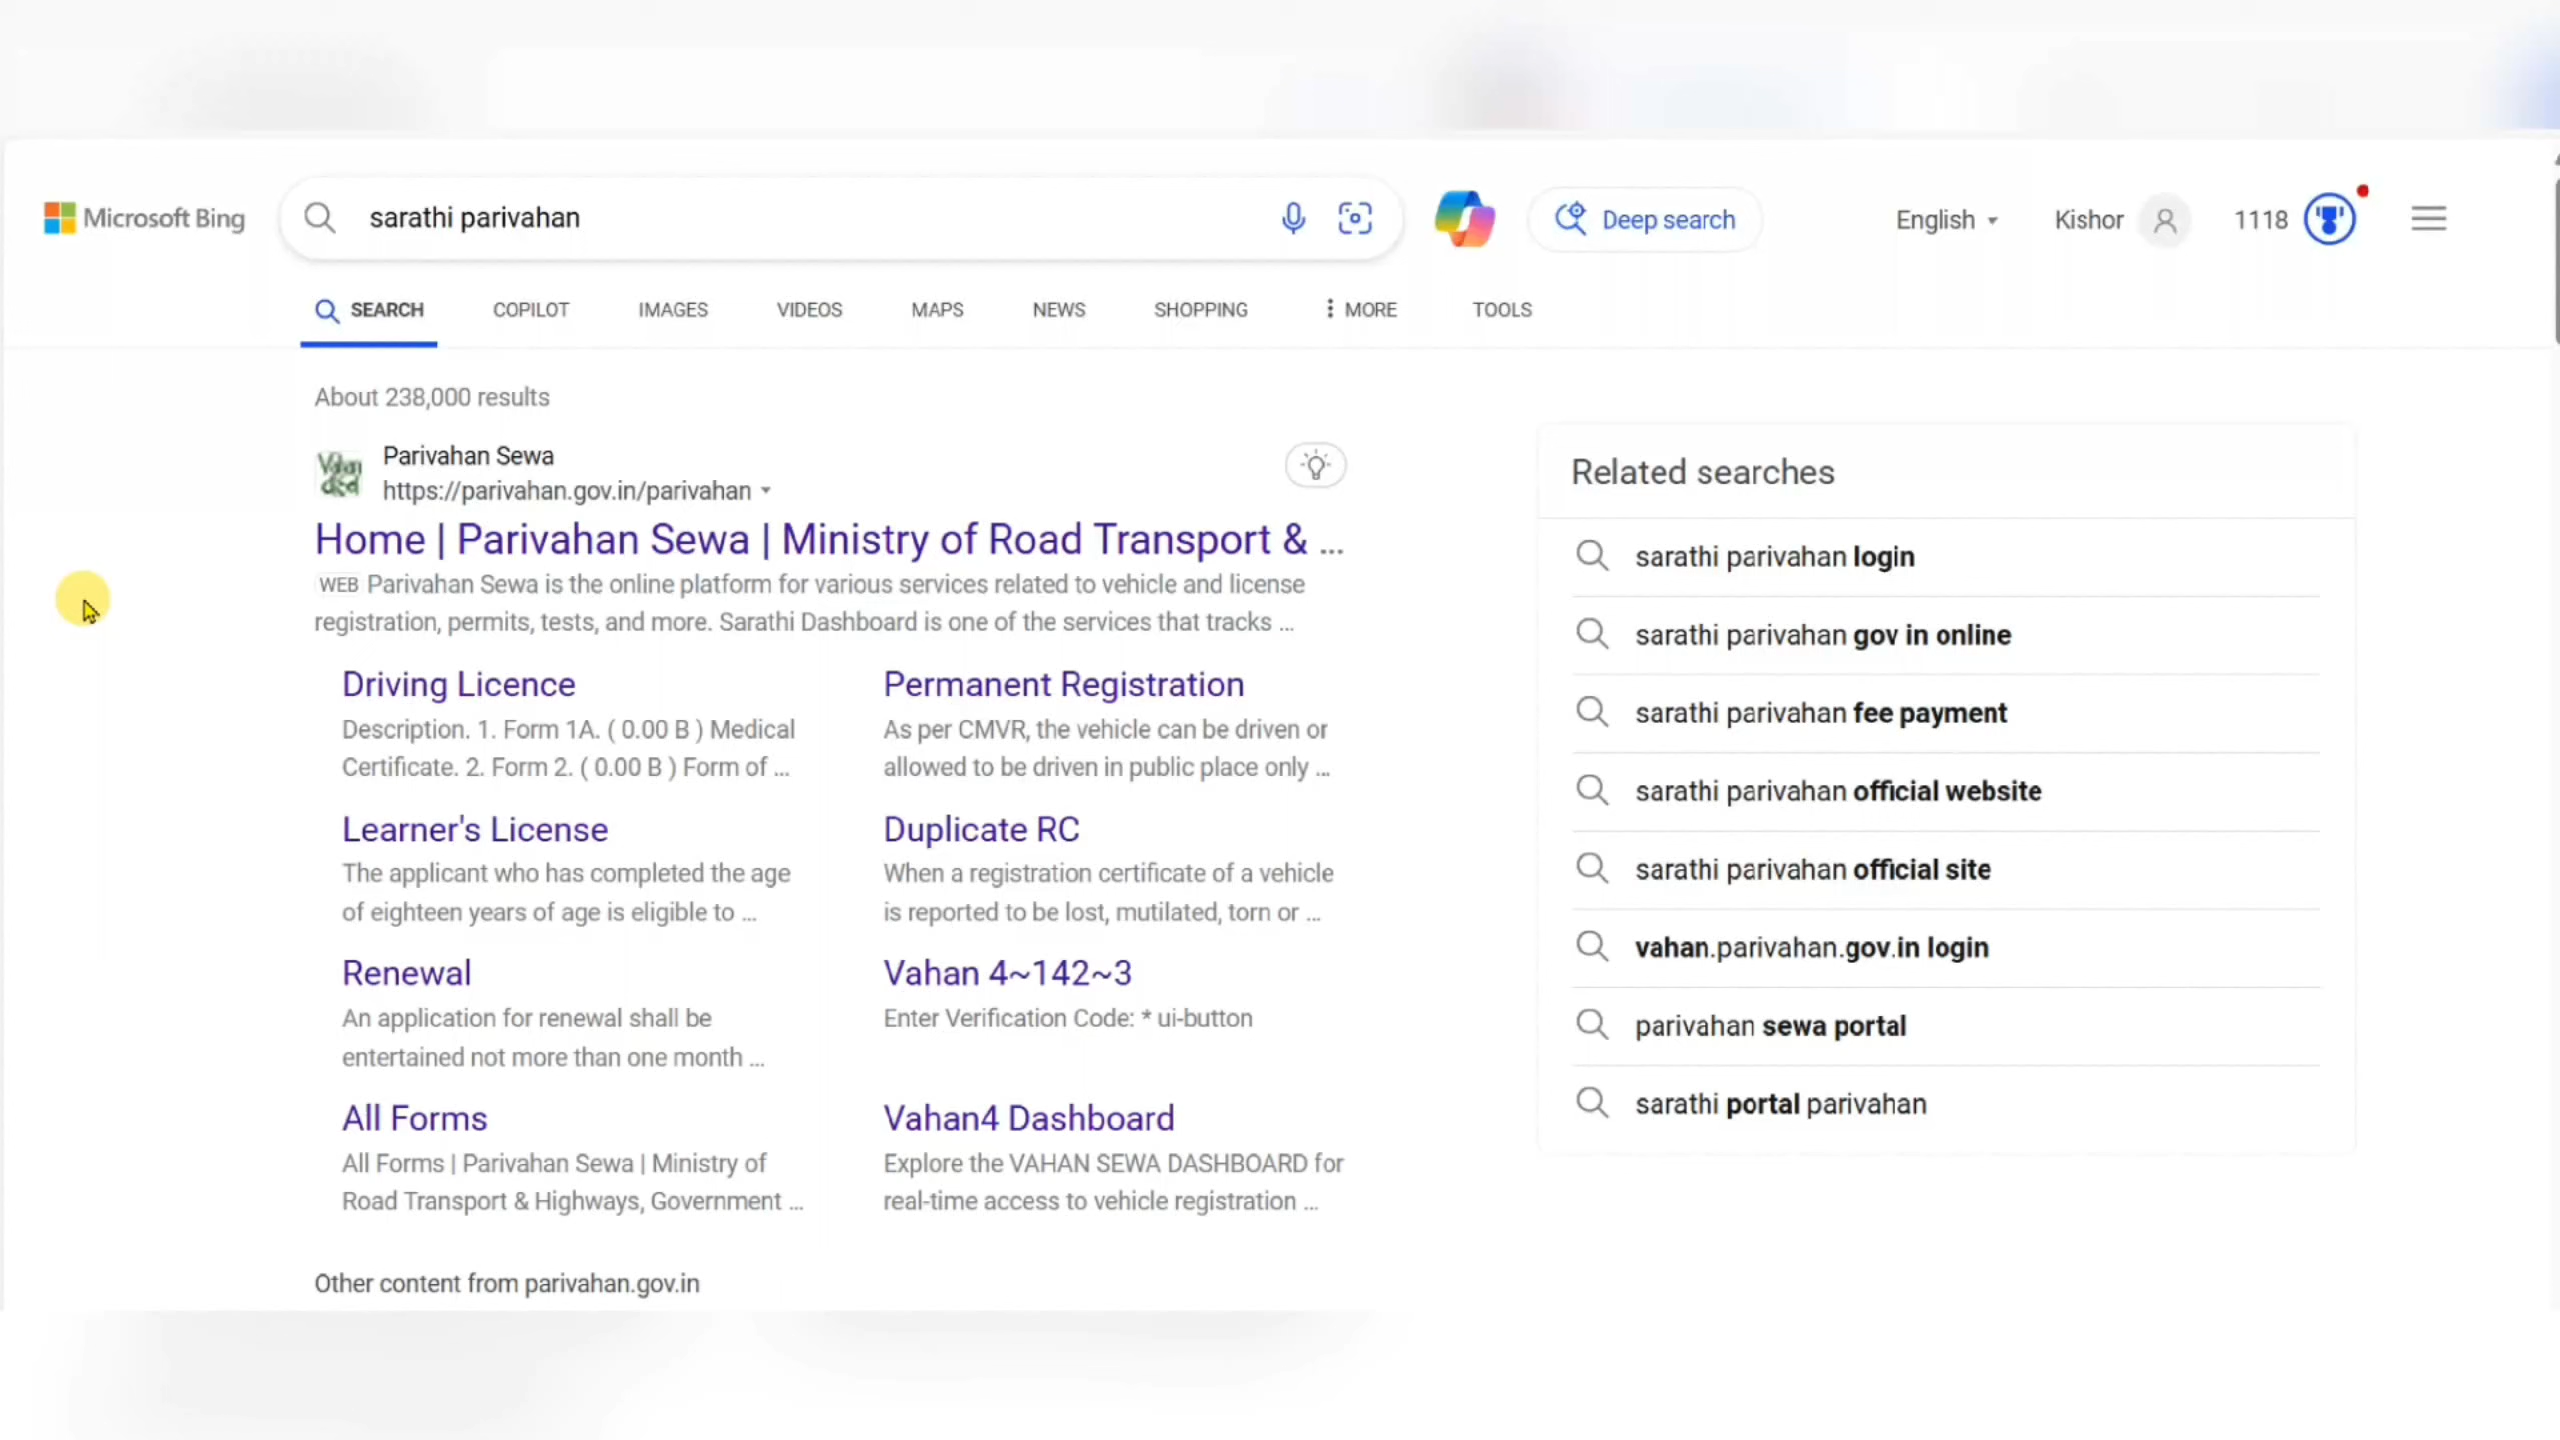 Microsoft Bing
sarathi parivahan
Deep search
English
Kishor
1118
SEARCH
COPILOT
IMAGES
VIDEOS
MAPS
NEWS
SHOPPING
MORE
TOOLS
About 238,000 results
Parivahan Sewa
https://parivahan.gov.in/parivahan
Home | Parivahan Sewa | Ministry of Road Transport & ...
WEB Parivahan Sewa is the online platform for various services related to vehicle and license
registration, permits, tests, and more. Sarathi Dashboard is one of the services that tracks ...
Driving Licence
Description. 1. Form 1A. ( 0.00 B ) Medical
Certificate. 2. Form 2. ( 0.00 B ) Form of ...
Permanent Registration
As per CMVR, the vehicle can be driven or
allowed to be driven in public place only ...
Learner's License
The applicant who has completed the age
of eighteen years of age is eligible to ...
Duplicate RC
When a registration certificate of a vehicle
is reported to be lost, mutilated, torn or ...
Renewal
An application for renewal shall be
entertained not more than one month ...
Vahan 4~142~3
Enter Verification Code: * ui-button
All Forms
All Forms | Parivahan Sewa | Ministry of
Road Transport & Highways, Government ...
Vahan4 Dashboard
Explore the VAHAN SEWA DASHBOARD for
real-time access to vehicle registration ...
Other content from parivahan.gov.in
Related searches
sarathi parivahan login
sarathi parivahan gov in online
sarathi parivahan fee payment
sarathi parivahan official website
sarathi parivahan official site
vahan.parivahan.gov.in login
parivahan sewa portal
sarathi portal parivahan